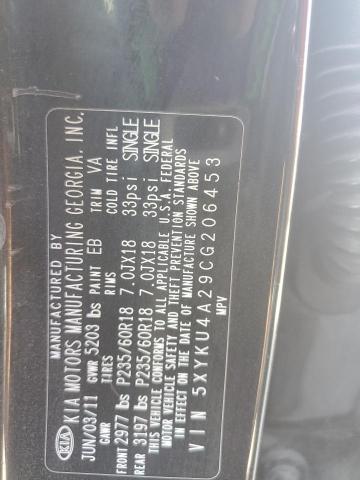 KIA
MANUFACTURED BY
KIA MOTORS MANUFACTURING GEORGIA. INC.
JUN/03/11 GVWR 5203 lbs PAINT EB TRIM VA
GAWR TIRES RIMS COLD TIRE INFL
FRONT 2977 lbs P235/60R18 7.0JX18 33psi SINGLE
REAR 3197 lbs P235/60R18 7.0JX18 33psi SINGLE
THIS VEHICLE CONFORMS TO ALL APPLICABLE U.S.A. FEDERAL
MOTOR VEHICLE SAFETY AND THEFT PREVENTION STANDARDS
IN EFFECT ON THE DATE OF MANUFACTURE SHOWN ABOVE
VIN 5XYKU4A29CG206453
MPV